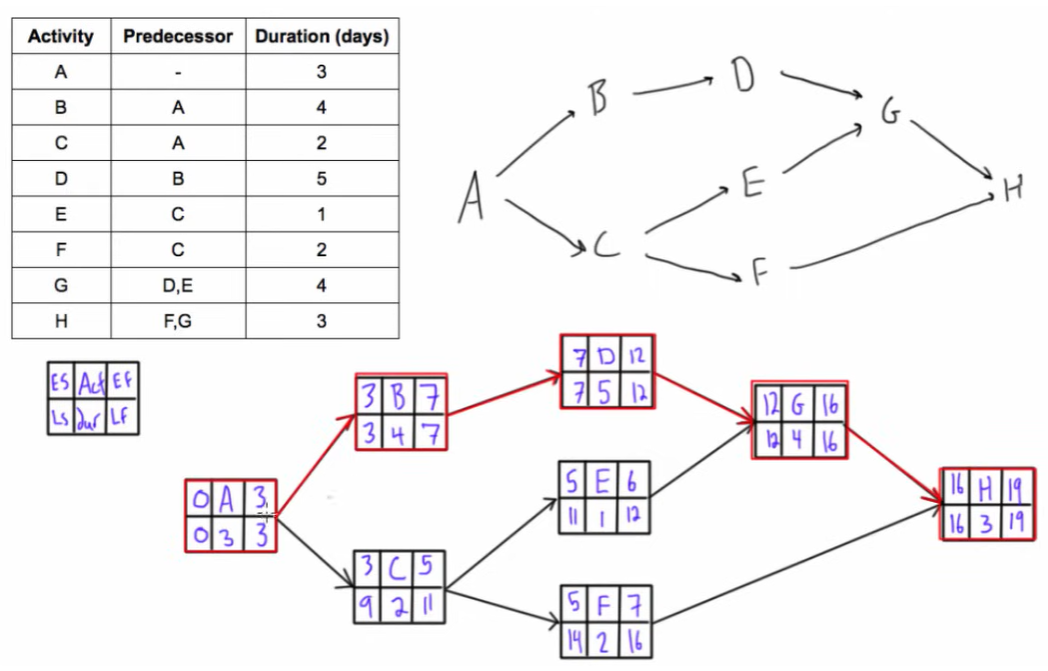 Activity Predecessor Duration (days)
A - 3
B A 4
C A 2
D B 5
E C 1
F C 2
G D,E 4
H F,G 3
A
B
D
G
C
E
F
H
ES Act EF
LS Dur LF
0 A 3
0 3 3
3 B 7
3 4 7
7 D 12
7 5 12
12 G 16
12 4 16
3 C 5
9 2 11
5 E 6
11 1 12
5 F 7
14 2 16
16 H 19
16 3 19